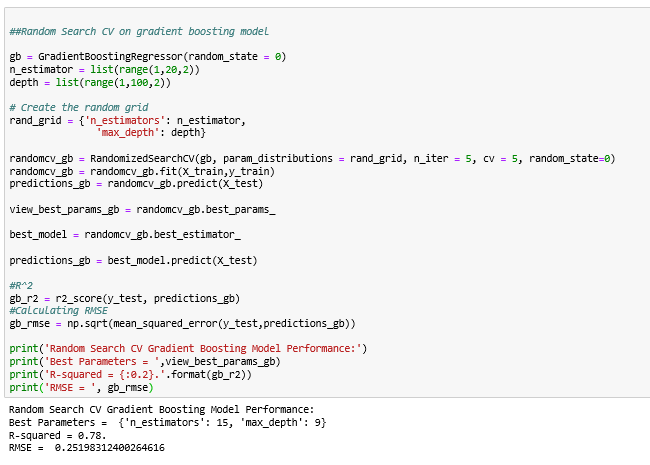 ##Random Search CV on gradient boosting model
gb = GradientBoostingRegressor(random_state = 0)
n_estimator = list(range(1,20,2))
depth = list(range(1,100,2))
# Create the random grid
rand_grid = {'n_estimators': n_estimator,
'max_depth': depth}
randomcv_gb = RandomizedSearchCV(gb, param_distributions = rand_grid, n_iter = 5, cv = 5, random_state=0)
randomcv_gb = randomcv_gb.fit(X_train,y_train)
predictions_gb = randomcv_gb.predict(X_test)
view_best_params_gb = randomcv_gb.best_params_
best_model = randomcv_gb.best_estimator_
predictions_gb = best_model.predict(X_test)
#R^2
gb_r2 = r2_score(y_test, predictions_gb)
#Calculating RMSE
gb_rmse = np.sqrt(mean_squared_error(y_test,predictions_gb))
print('Random Search CV Gradient Boosting Model Performance:')
print('Best Parameters = ',view_best_params_gb)
print('R-squared = {:0.2}.'.format(gb_r2))
print('RMSE = ', gb_rmse)
Random Search CV Gradient Boosting Model Performance:
Best Parameters =  {'n_estimators': 15, 'max_depth': 9}
R-squared = 0.78.
RMSE =  0.25198312400264616